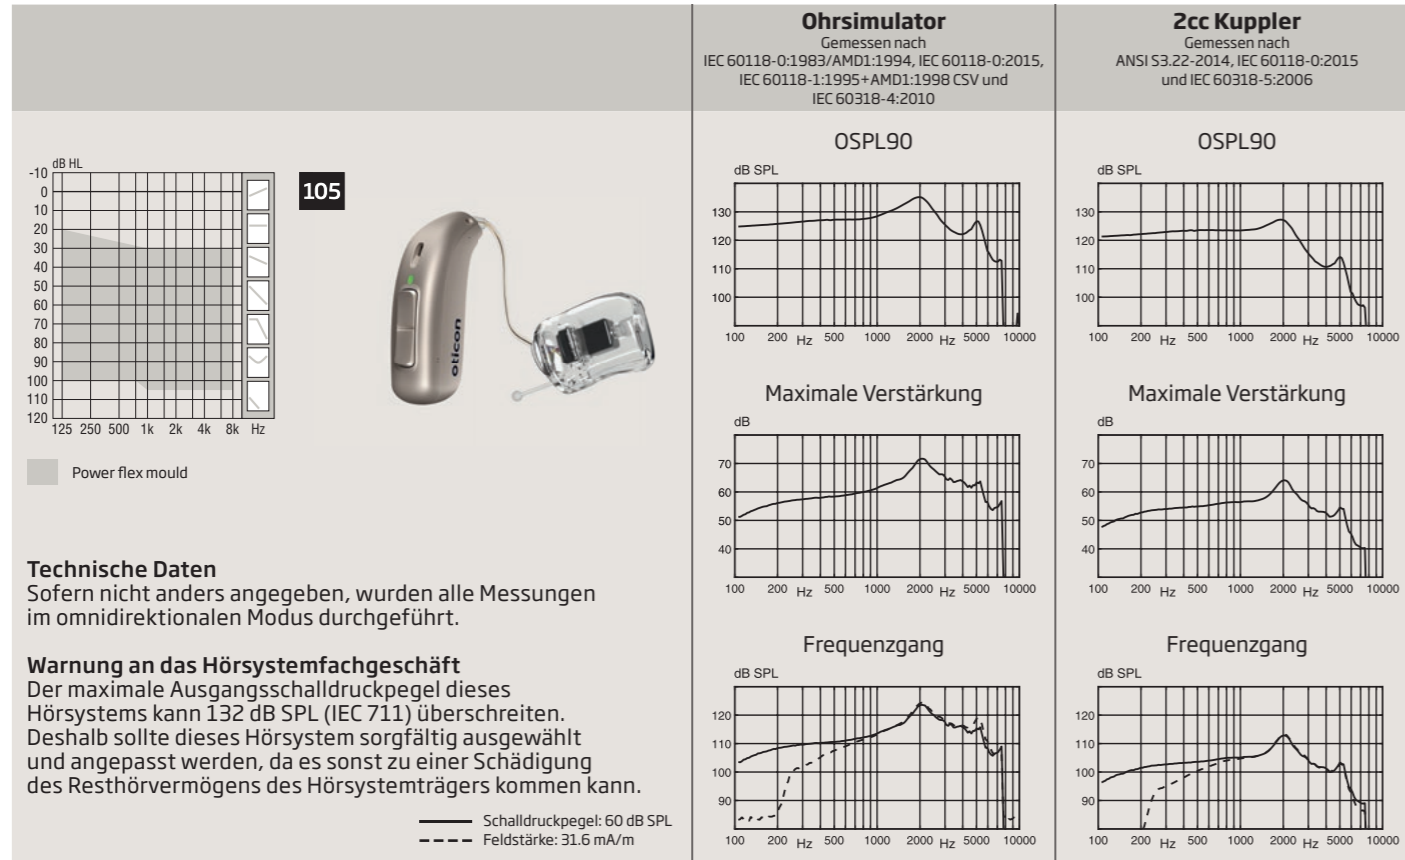 Ohrsimulator
Gemessen nach
IEC 60118-0:1983/AMD1:1994, IEC 60118-0:2015,
IEC 60118-1:1995+AMD1:1998 CSV und
IEC 60318-4:2010
2cc Kuppler
Gemessen nach
ANSI S3.22-2014, IEC 60118-0:2015
und IEC 60318-5:2006
dB HL
-10
0
10
20
30
40
50
60
70
80
90
100
110
120
125 250 500 1k 2k 4k 8k Hz
105
oticon
Power flex mould
Technische Daten
Sofern nicht anders angegeben, wurden alle Messungen
im omnidirektionalen Modus durchgeführt.
Warnung an das Hörsystemfachgeschäft
Der maximale Ausgangsschalldruckpegel dieses
Hörsystems kann 132 dB SPL (IEC 711) überschreiten.
Deshalb sollte dieses Hörsystem sorgfältig ausgewählt
und angepasst werden, da es sonst zu einer Schädigung
des Resthörvermögens des Hörsystemträgers kommen kann.
Schalldruckpegel: 60 dB SPL
Feldstärke: 31.6 mA/m
OSPL90
dB SPL
130
120
110
100
100 200 Hz 500 1000 2000 Hz 5000 10000
Maximale Verstärkung
dB
70
60
50
40
100 200 Hz 500 1000 2000 Hz 5000 10000
Frequenzgang
dB SPL
120
110
100
90
100 200 Hz 500 1000 2000 Hz 5000 10000
OSPL90
dB SPL
130
120
110
100
100 200 Hz 500 1000 2000 Hz 5000 10000
Maximale Verstärkung
dB
70
60
50
40
100 200 Hz 500 1000 2000 Hz 5000 10000
Frequenzgang
dB SPL
120
110
100
90
100 200 Hz 500 1000 2000 Hz 5000 10000